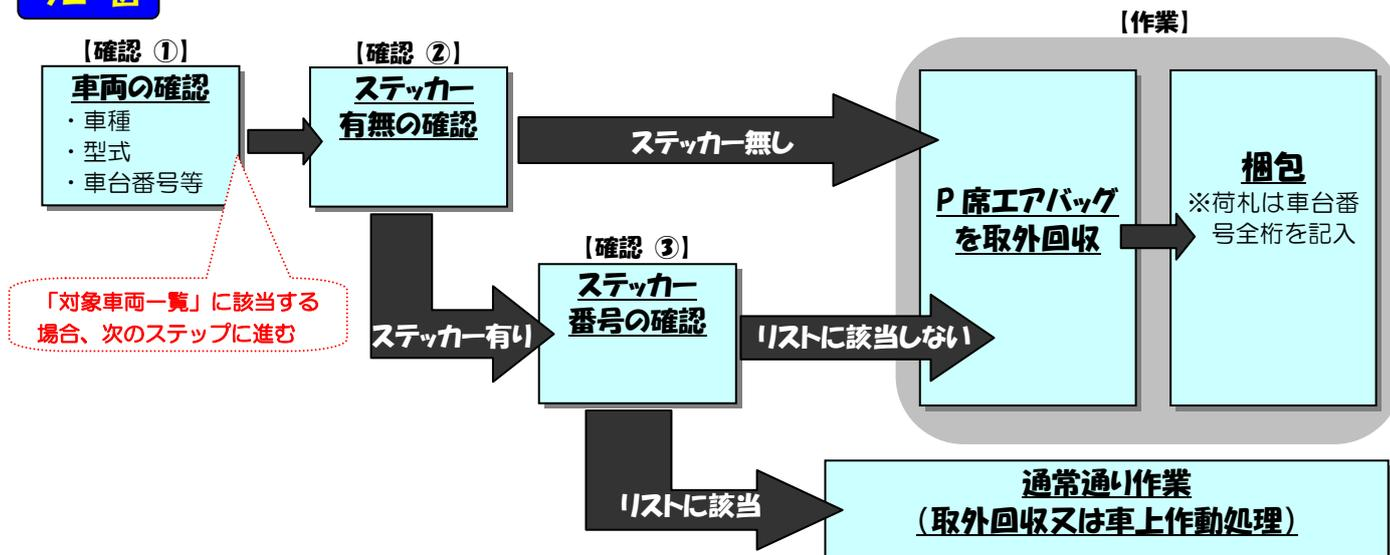 【作業】
【確認 ①】
車両の確認
・車種
・型式
・車台番号等
【確認 ②】
ステッカー
有無の確認
ステッカー無し
「対象車両一覧」に該当する
場合、次のステップに進む
ステッカー有り
【確認 ③】
ステッカー
番号の確認
リストに該当しない
P 席エアバッグ
を取外回収
梱包
※荷札は車台番
号全桁を記入
リストに該当
通常通り作業
（取外回収又は車上作動処理）